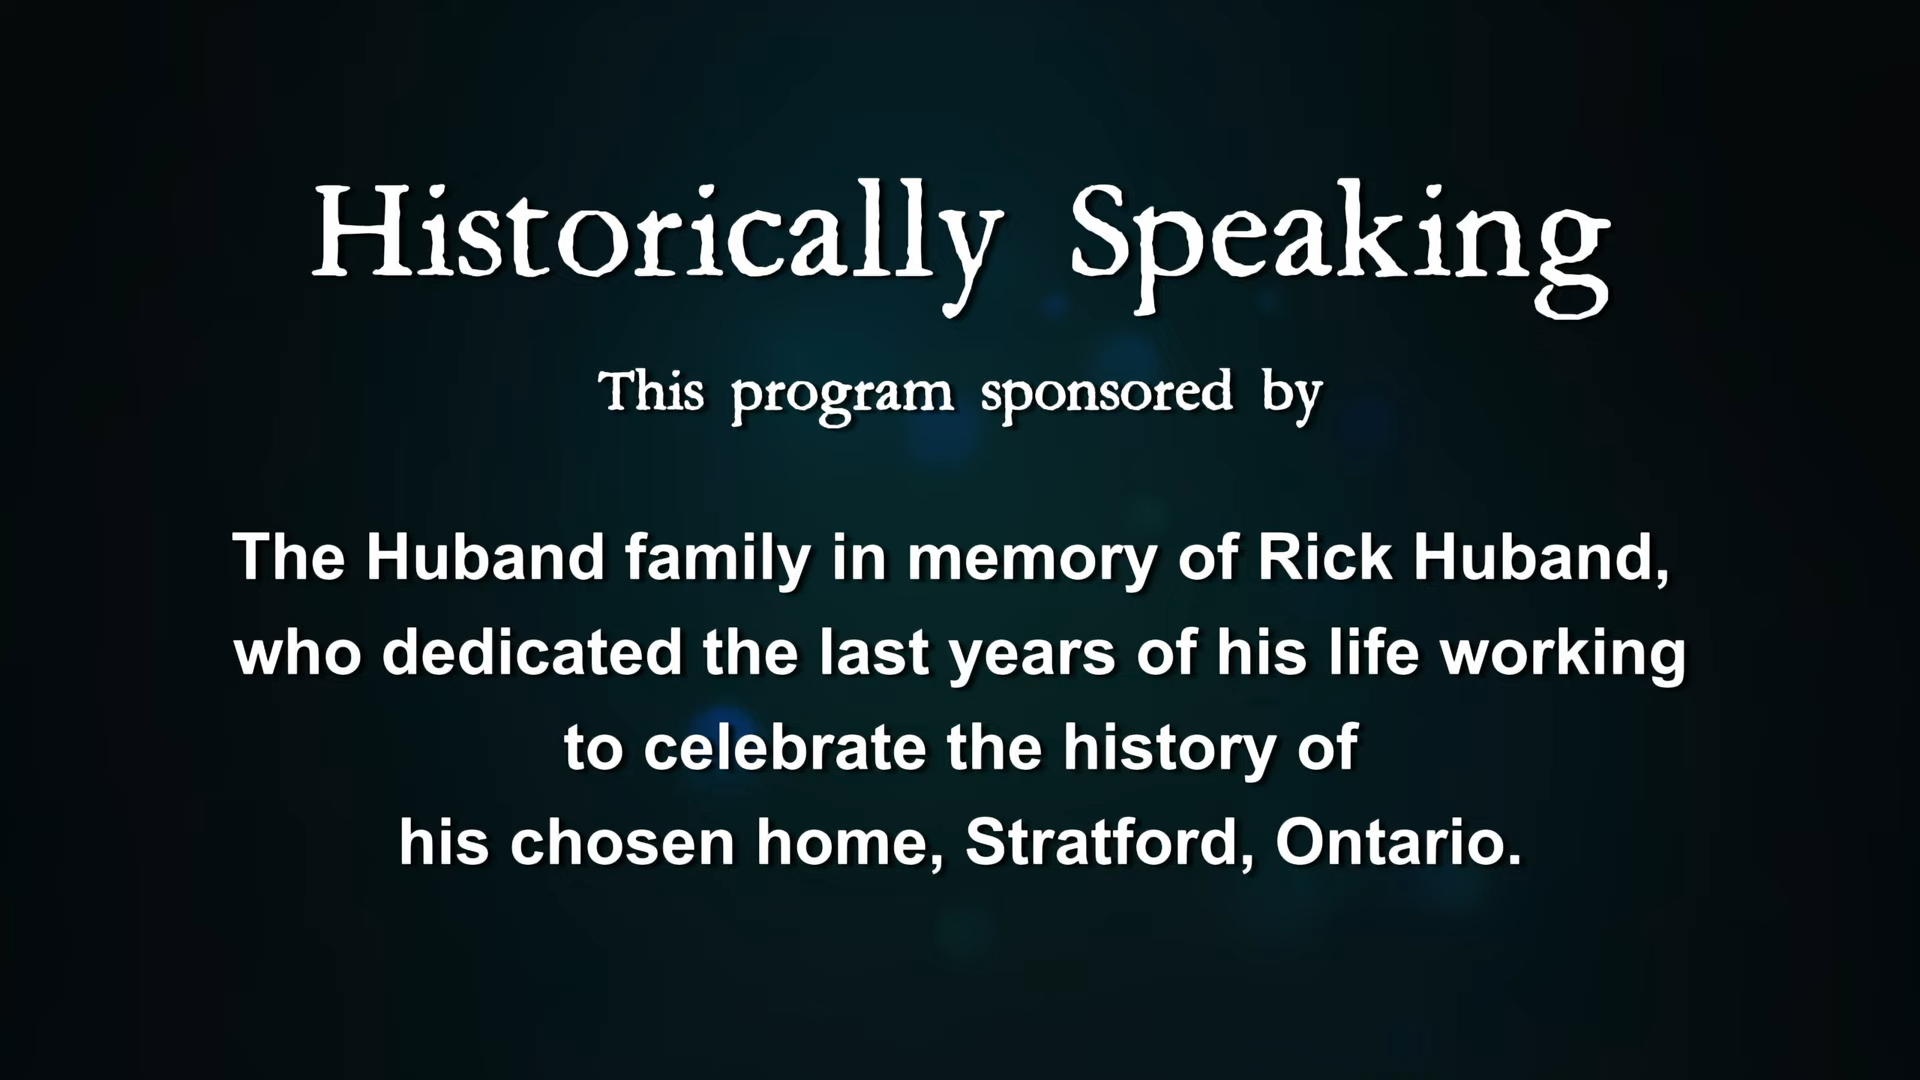 Historically Speaking
This program sponsored by
The Huband family in memory of Rick Huband,
who dedicated the last years of his life working
to celebrate the history of
his chosen home, Stratford, Ontario.